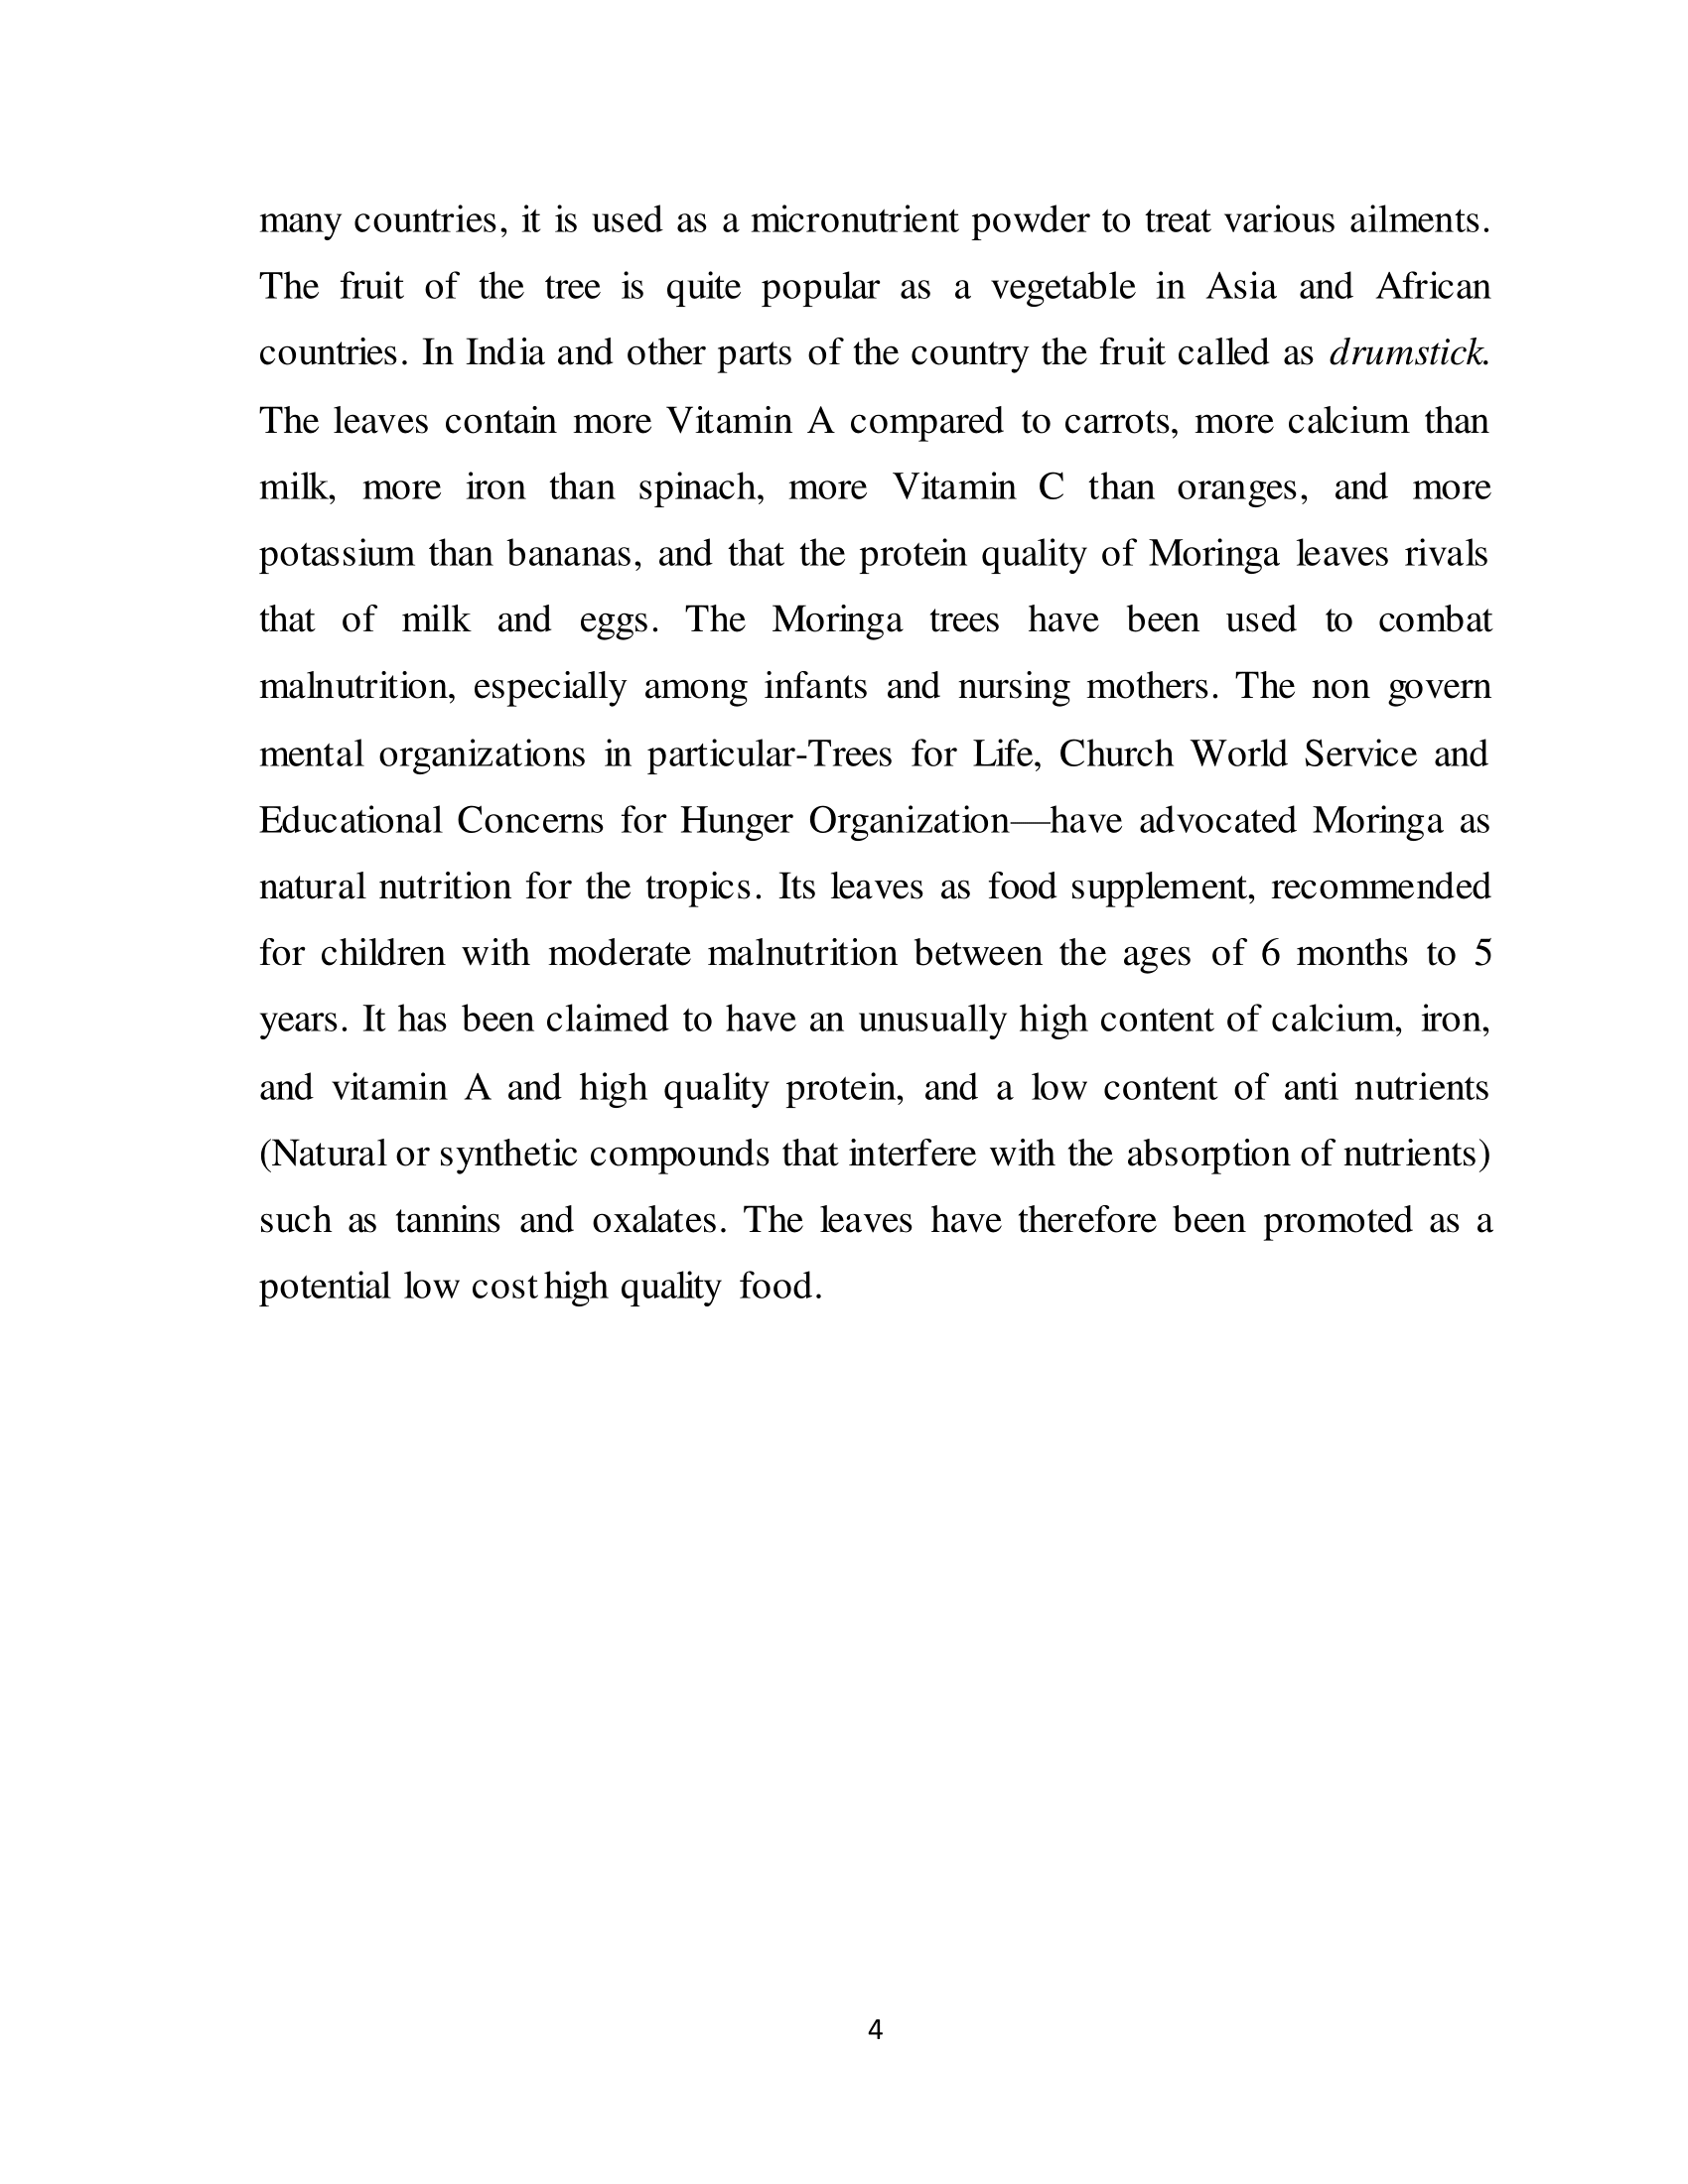 many countries, it is used as a micronutrient powder to treat various ailments.
The fruit of the tree is quite popular as a vegetable in Asia and African
countries. In India and other parts of the country the fruit called as drumstick.
The leaves contain more Vitamin A compared to carrots, more calcium than
milk, more iron than spinach, more Vitamin C than oranges, and more
potassium than bananas, and that the protein quality of Moringa leaves rivals
that of milk and eggs. The Moringa trees have been used to combat
malnutrition, especially among infants and nursing mothers. The non govern
mental organizations in particular-Trees for Life, Church World Service and
Educational Concerns for Hunger Organization—have advocated Moringa as
natural nutrition for the tropics. Its leaves as food supplement, recommended
for children with moderate malnutrition between the ages of 6 months to 5
years. It has been claimed to have an unusually high content of calcium, iron,
and vitamin A and high quality protein, and a low content of anti nutrients
(Natural or synthetic compounds that interfere with the absorption of nutrients)
such as tannins and oxalates. The leaves have therefore been promoted as a
potential low cost high quality food.
4